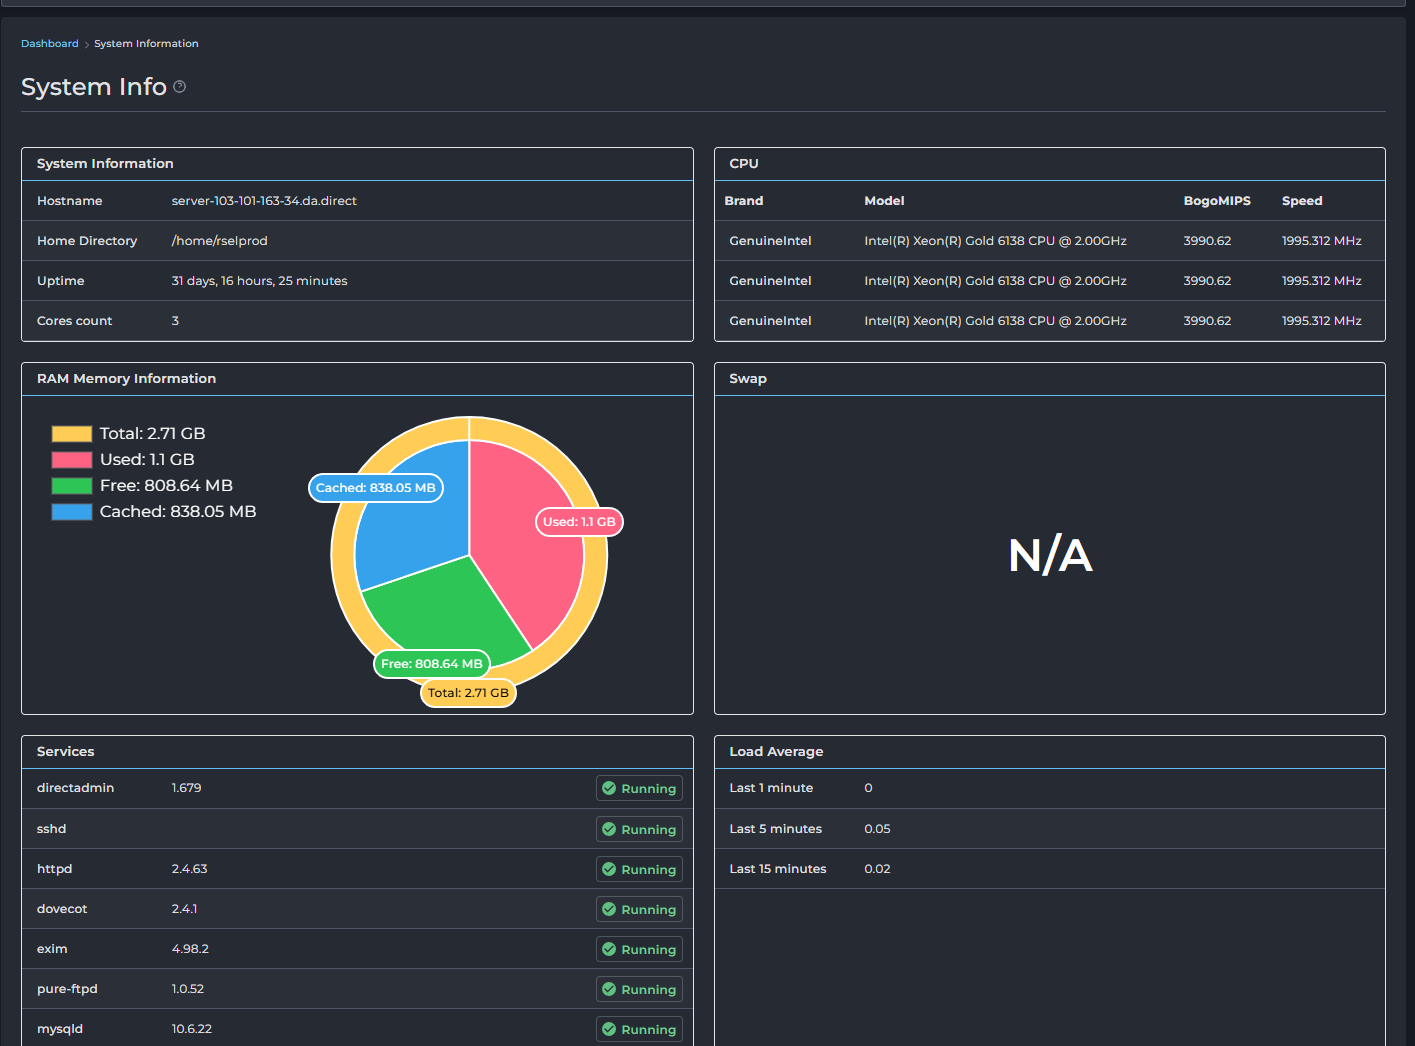 Dashboard > System Information
System Info
System Information
Hostname server-103-101-163-34.da.direct
Home Directory /home/rselprod
Uptime 31 days, 16 hours, 25 minutes
Cores count 3
CPU
Brand Model BogoMIPS Speed
GenuineIntel Intel(R) Xeon(R) Gold 6138 CPU @ 2.00GHz 3990.62 1995.312 MHz
GenuineIntel Intel(R) Xeon(R) Gold 6138 CPU @ 2.00GHz 3990.62 1995.312 MHz
GenuineIntel Intel(R) Xeon(R) Gold 6138 CPU @ 2.00GHz 3990.62 1995.312 MHz
RAM Memory Information
Total: 2.71 GB
Used: 1.1 GB
Free: 808.64 MB
Cached: 838.05 MB
Cached: 838.05 MB
Used: 1.1 GB
Free: 808.64 MB
Total: 2.71 GB
Swap
N/A
Services
directadmin 1.679 Running
sshd Running
httpd 2.4.63 Running
dovecot 2.4.1 Running
exim 4.98.2 Running
pure-ftpd 1.0.52 Running
mysqld 10.6.22 Running
Load Average
Last 1 minute 0
Last 5 minutes 0.05
Last 15 minutes 0.02